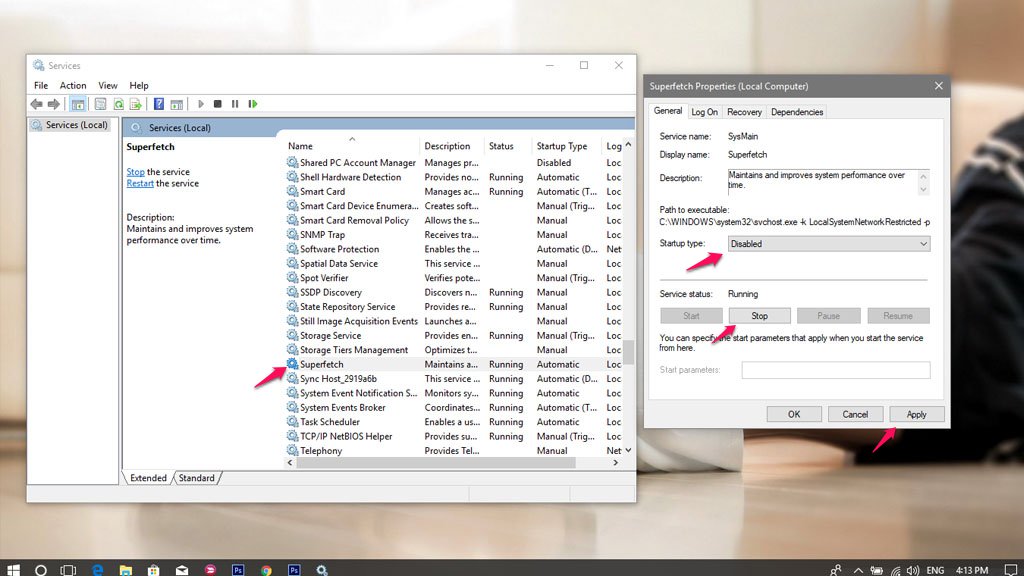 Services
File Action View Help
Services (Local)
Services (Local)
Superfetch
Stop the service
Restart the service
Description:
Maintains and improves system
performance over time.
Name Description Status Startup Type Log
Shared PC Account Manager Manages pr... Disabled Loc
Shell Hardware Detection Provides no... Running Automatic Loc
Smart Card Manages ac... Running Automatic (T... Loc
Smart Card Device Enumera... Creates soft... Manual (Trig... Loc
Smart Card Removal Policy Allows the s... Manual Loc
SNMP Trap Receives tra... Manual Loc
Software Protection Enables the ... Automatic (D... Net
Spatial Data Service This service ... Manual Loc
Spot Verifier Verifies pote... Manual (Trig... Loc
SSDP Discovery Discovers n... Running Manual Loc
State Repository Service Provides re... Running Manual Loc
Still Image Acquisition Events Launches a... Manual Loc
Storage Service Provides en... Running Manual (Trig... Loc
Storage Tiers Management Optimizes t... Manual Loc
Superfetch Maintains a... Running Automatic Loc
Sync Host_2919a6b This service ... Running Automatic (D... Loc
System Event Notification S... Monitors sy... Running Automatic Loc
System Events Broker Coordinates... Running Automatic (T... Loc
Task Scheduler Enables a us... Running Automatic Loc
TCP/IP NetBIOS Helper Provides su... Running Manual (Trig... Loc
Telephony Provides Tel... Manual Net
Extended Standard
Superfetch Properties (Local Computer)
General Log On Recovery Dependencies
Service name: SysMain
Display name: Superfetch
Description: Maintains and improves system performance over
time.
Path to executable:
C:\WINDOWS\system32\svchost.exe -k LocalSystemNetworkRestricted -p
Startup type: Disabled
Service status: Running
Start Stop Pause Resume
You can specify the start parameters that apply when you start the service
from here.
Start parameters:
OK Cancel Apply
Ps Ps ENG 4:13 PM